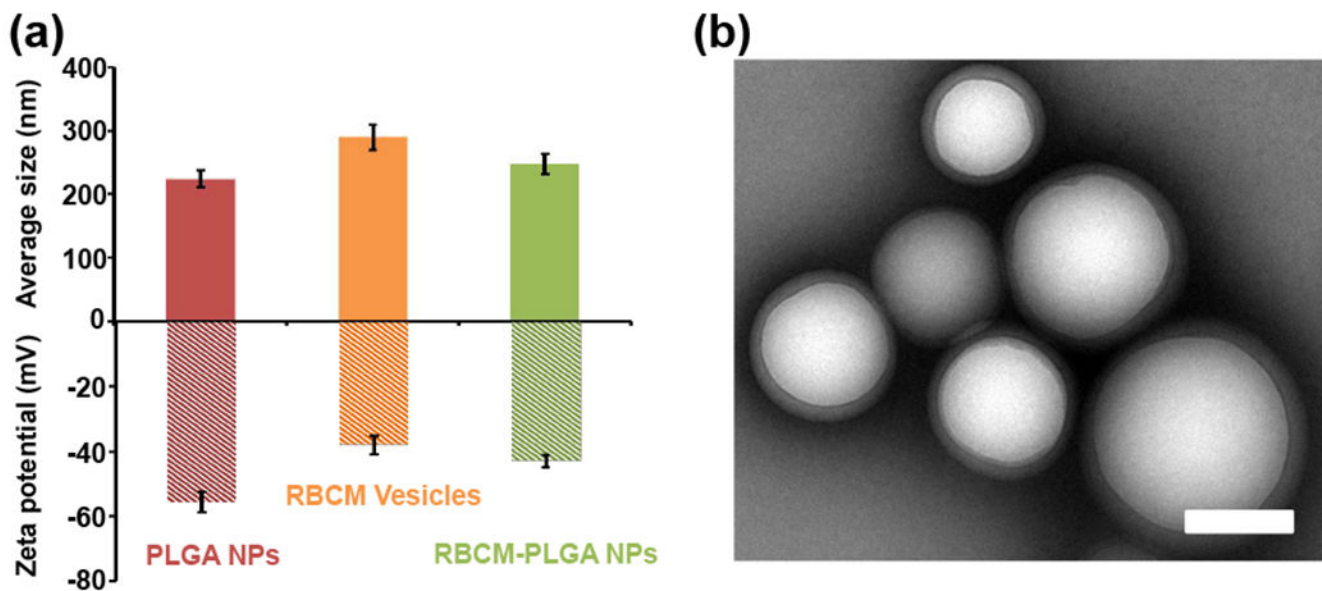 (a)
Average size (nm)
400
300
200
100
0
Zeta potential (mV)
-20
-40
-60
-80
PLGA NPs
RBCM Vesicles
RBCM-PLGA NPs
(b)